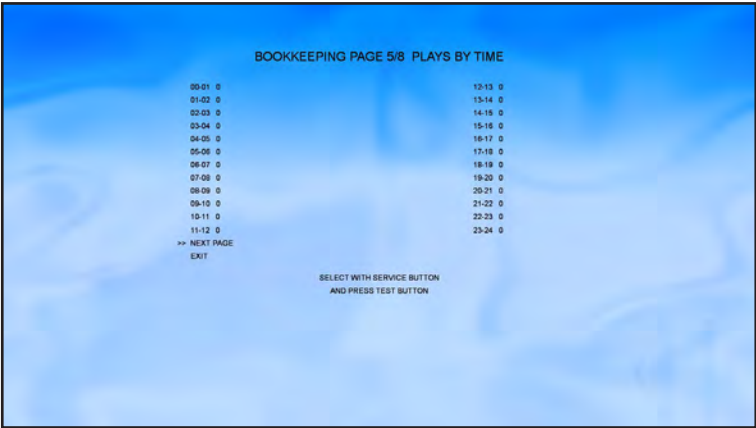 BOOKKEEPING PAGE 5/8 PLAYS BY TIME
00-01 0 12-13 0
01-02 0 13-14 0
02-03 0 14-15 0
03-04 0 15-16 0
04-05 0 16-17 0
05-06 0 17-18 0
06-07 0 18-19 0
07-08 0 19-20 0
08-09 0 20-21 0
09-10 0 21-22 0
10-11 0 22-23 0
11-12 0 23-24 0
>> NEXT PAGE
EXIT
SELECT WITH SERVICE BUTTON
AND PRESS TEST BUTTON